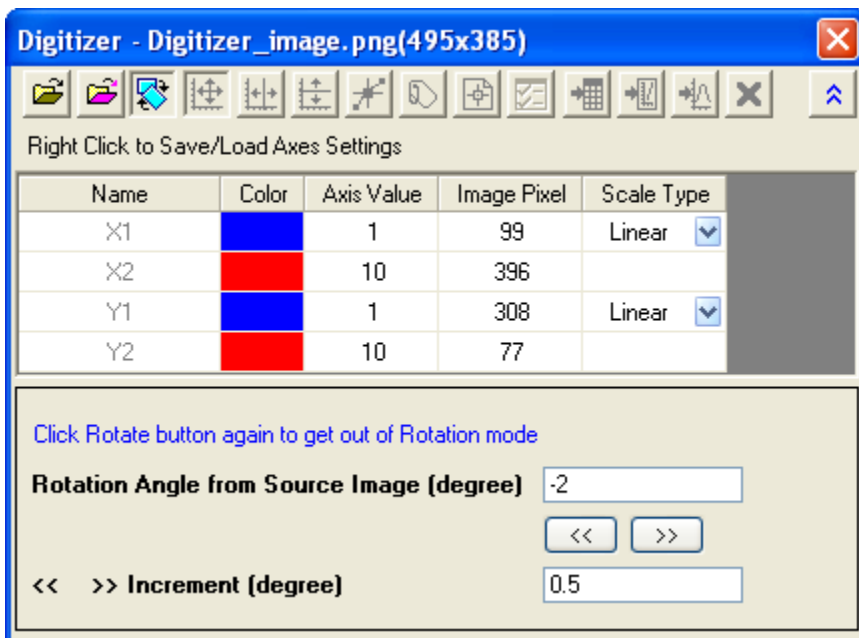 Digitizer - Digitizer_image.png(495x385)
Right Click to Save/Load Axes Settings
Name Color Axis Value Image Pixel Scale Type
X1 1 99 Linear
X2 10 396
Y1 1 308 Linear
Y2 10 77
Click Rotate button again to get out of Rotation mode
Rotation Angle from Source Image (degree) -2
<< >>
<< >> Increment (degree) 0.5